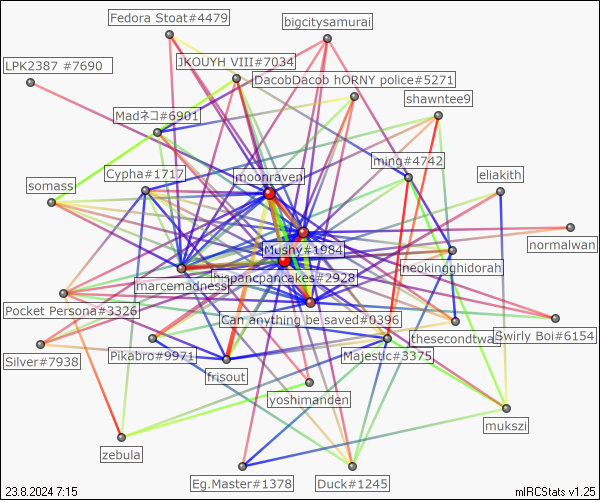 Fedora Stoat#4479
bigcitysamurai
JKOUYH VIII#7034
LPK2387 #7690
DacobDacob hORNY police#5271
shawntee9
Madネコ#6901
ming#4742
Cypha#1717
moonraven
eliakith
somass
normalwan
Mushy#1984
neokingghidorah
hispancpancakes#2928
marcemadness
Pocket Persona#3326
Can anything be saved#0396
thesecondtwa
Swirly Boi#6154
Silver#7938
Pikabro#9971
Majestic#3375
frisout
yoshimanden
mukszi
zebula
Eg.Master#1378
Duck#1245
23.8.2024 7:15
mIRCStats v1.25